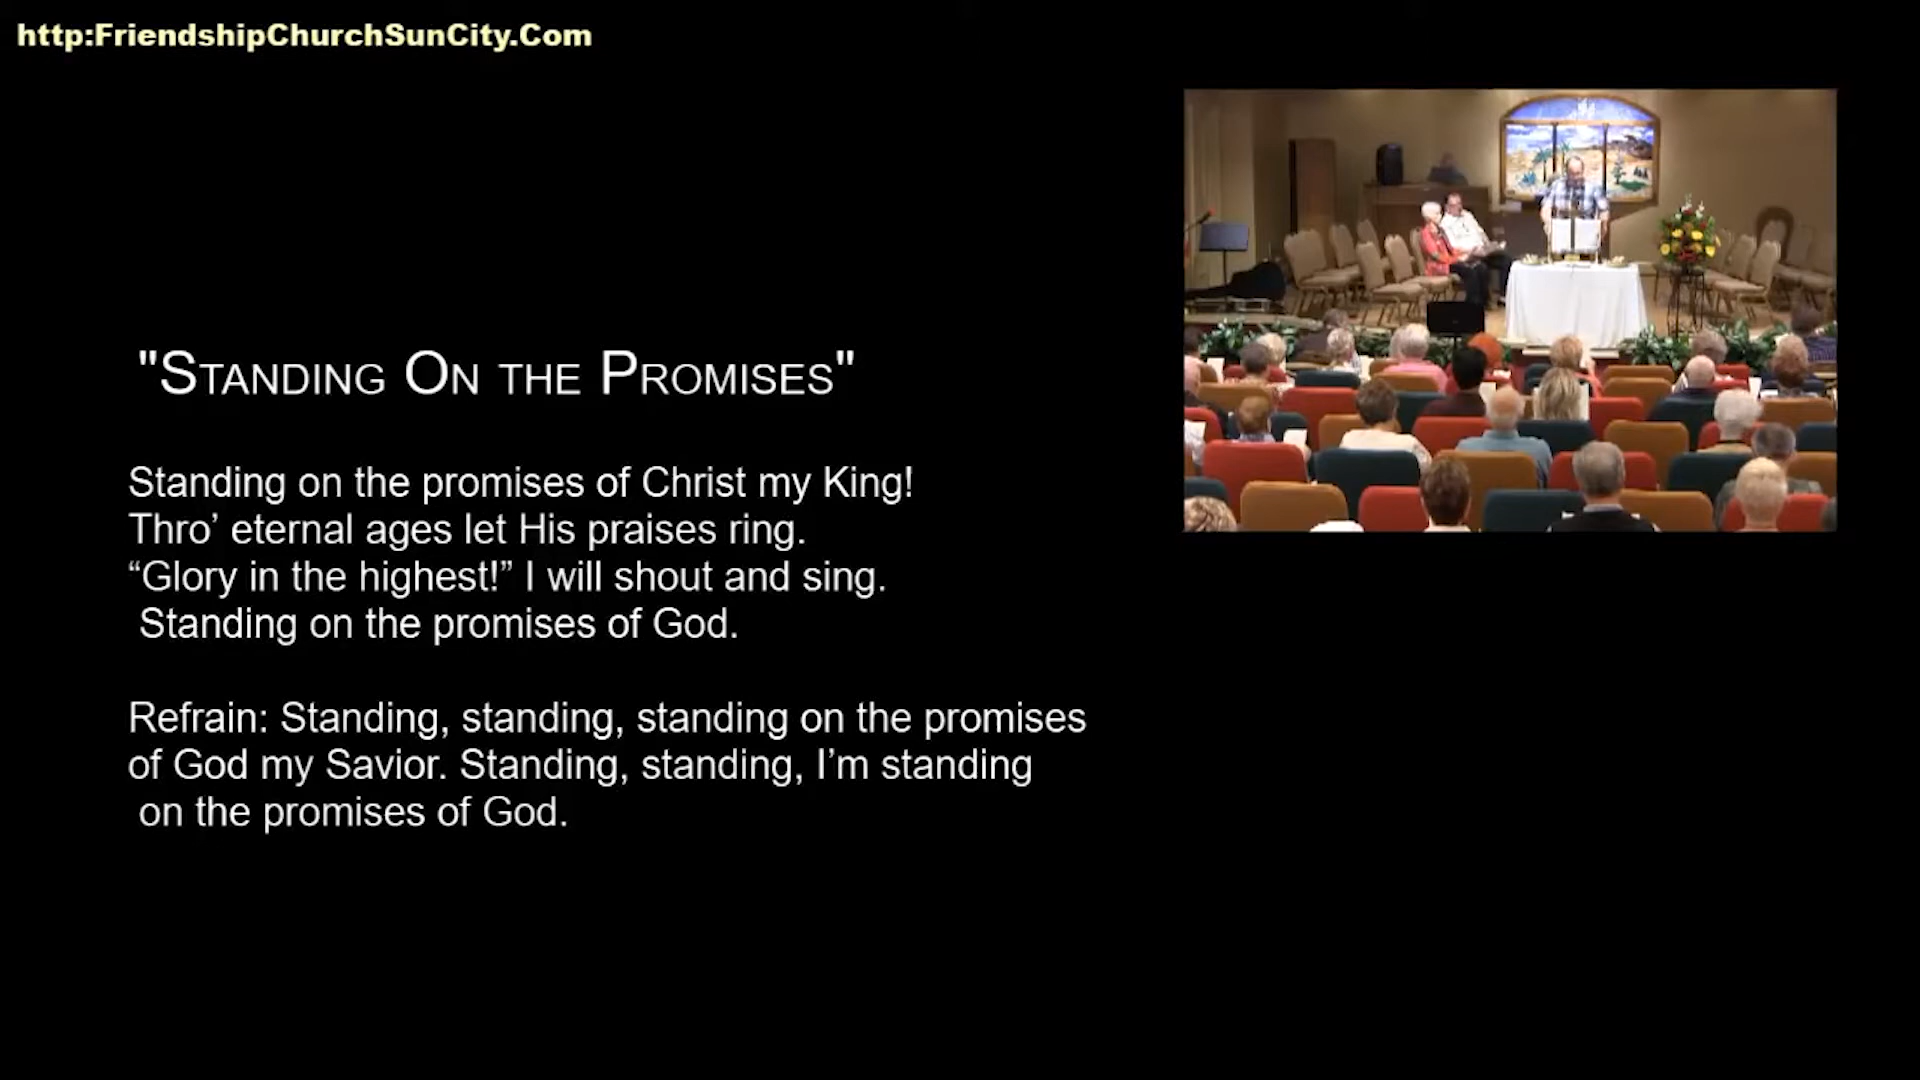 http:FriendshipChurchSunCity.Com
"Standing On the Promises"
Standing on the promises of Christ my King!
Thro’ eternal ages let His praises ring.
“Glory in the highest!” I will shout and sing.
Standing on the promises of God.
Refrain: Standing, standing, standing on the promises
of God my Savior. Standing, standing, I’m standing
on the promises of God.